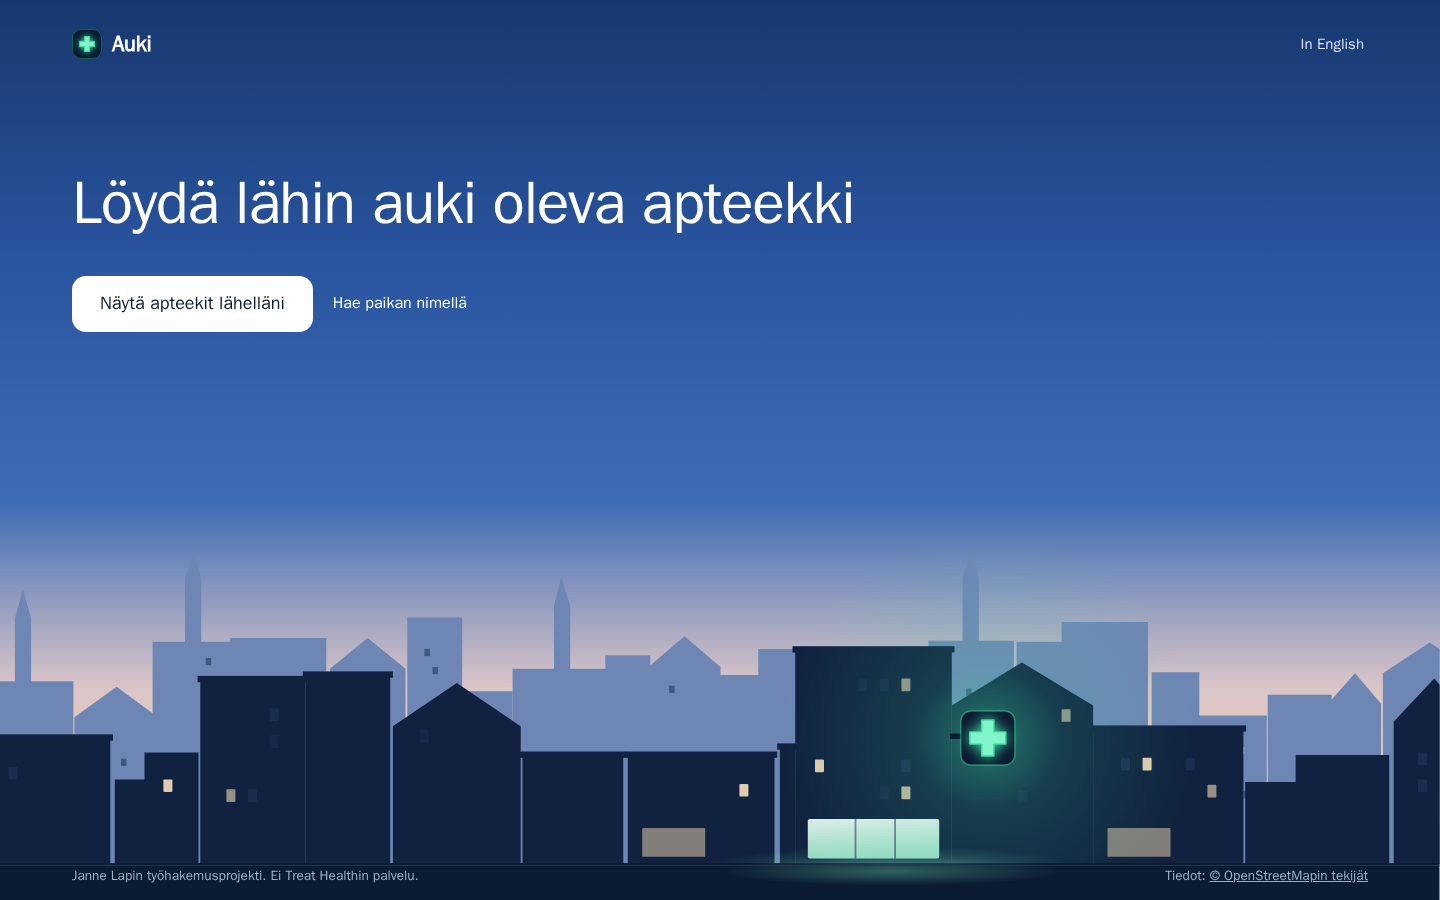 Auki
In English
Löydä lähin auki oleva apteekki
Näytä apteekit lähelläni
Hae paikan nimellä
Janne Lapin työhakemusprojekti. Ei Treat Healthin palvelu.
Tiedot: © OpenStreetMapin tekijät